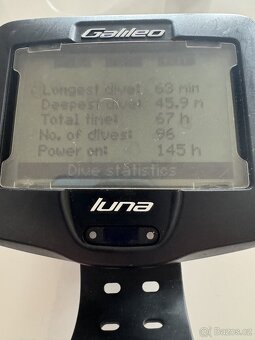 Galileo
Longest dive: 63 min
Deepest dive: 45.9 m
Total time: 67 h
No. of dives: 96
Power on: 145 h
Dive statistics
luna
Bazoš.cz